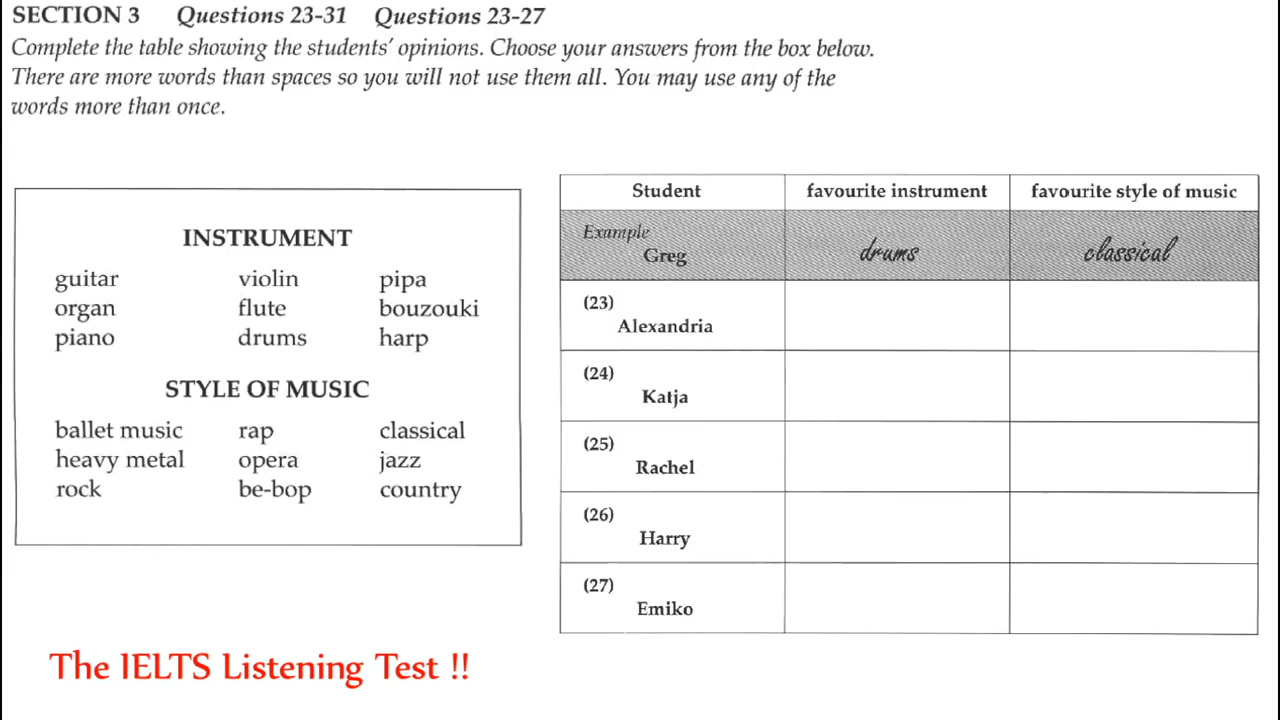 SECTION 3 Questions 23-31 Questions 23-27
Complete the table showing the students' opinions. Choose your answers from the box below.
There are more words than spaces so you will not use them all. You may use any of the
words more than once.
INSTRUMENT
guitar violin pipa
organ flute bouzouki
piano drums harp
STYLE OF MUSIC
ballet music rap classical
heavy metal opera jazz
rock be-bop country
Student favourite instrument favourite style of music
Example
Greg drums classical
(23)
Alexandria
(24)
Katja
(25)
Rachel
(26)
Harry
(27)
Emiko
The IELTS Listening Test !!